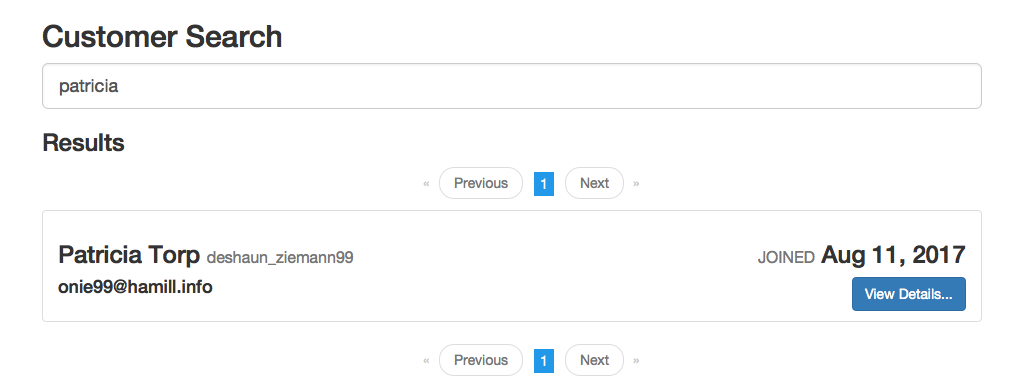 Customer Search
patricia
Results
« Previous 1 Next »
Patricia Torp deshaun_ziemann99 JOINED Aug 11, 2017
onie99@hamill.info View Details...
« Previous 1 Next »